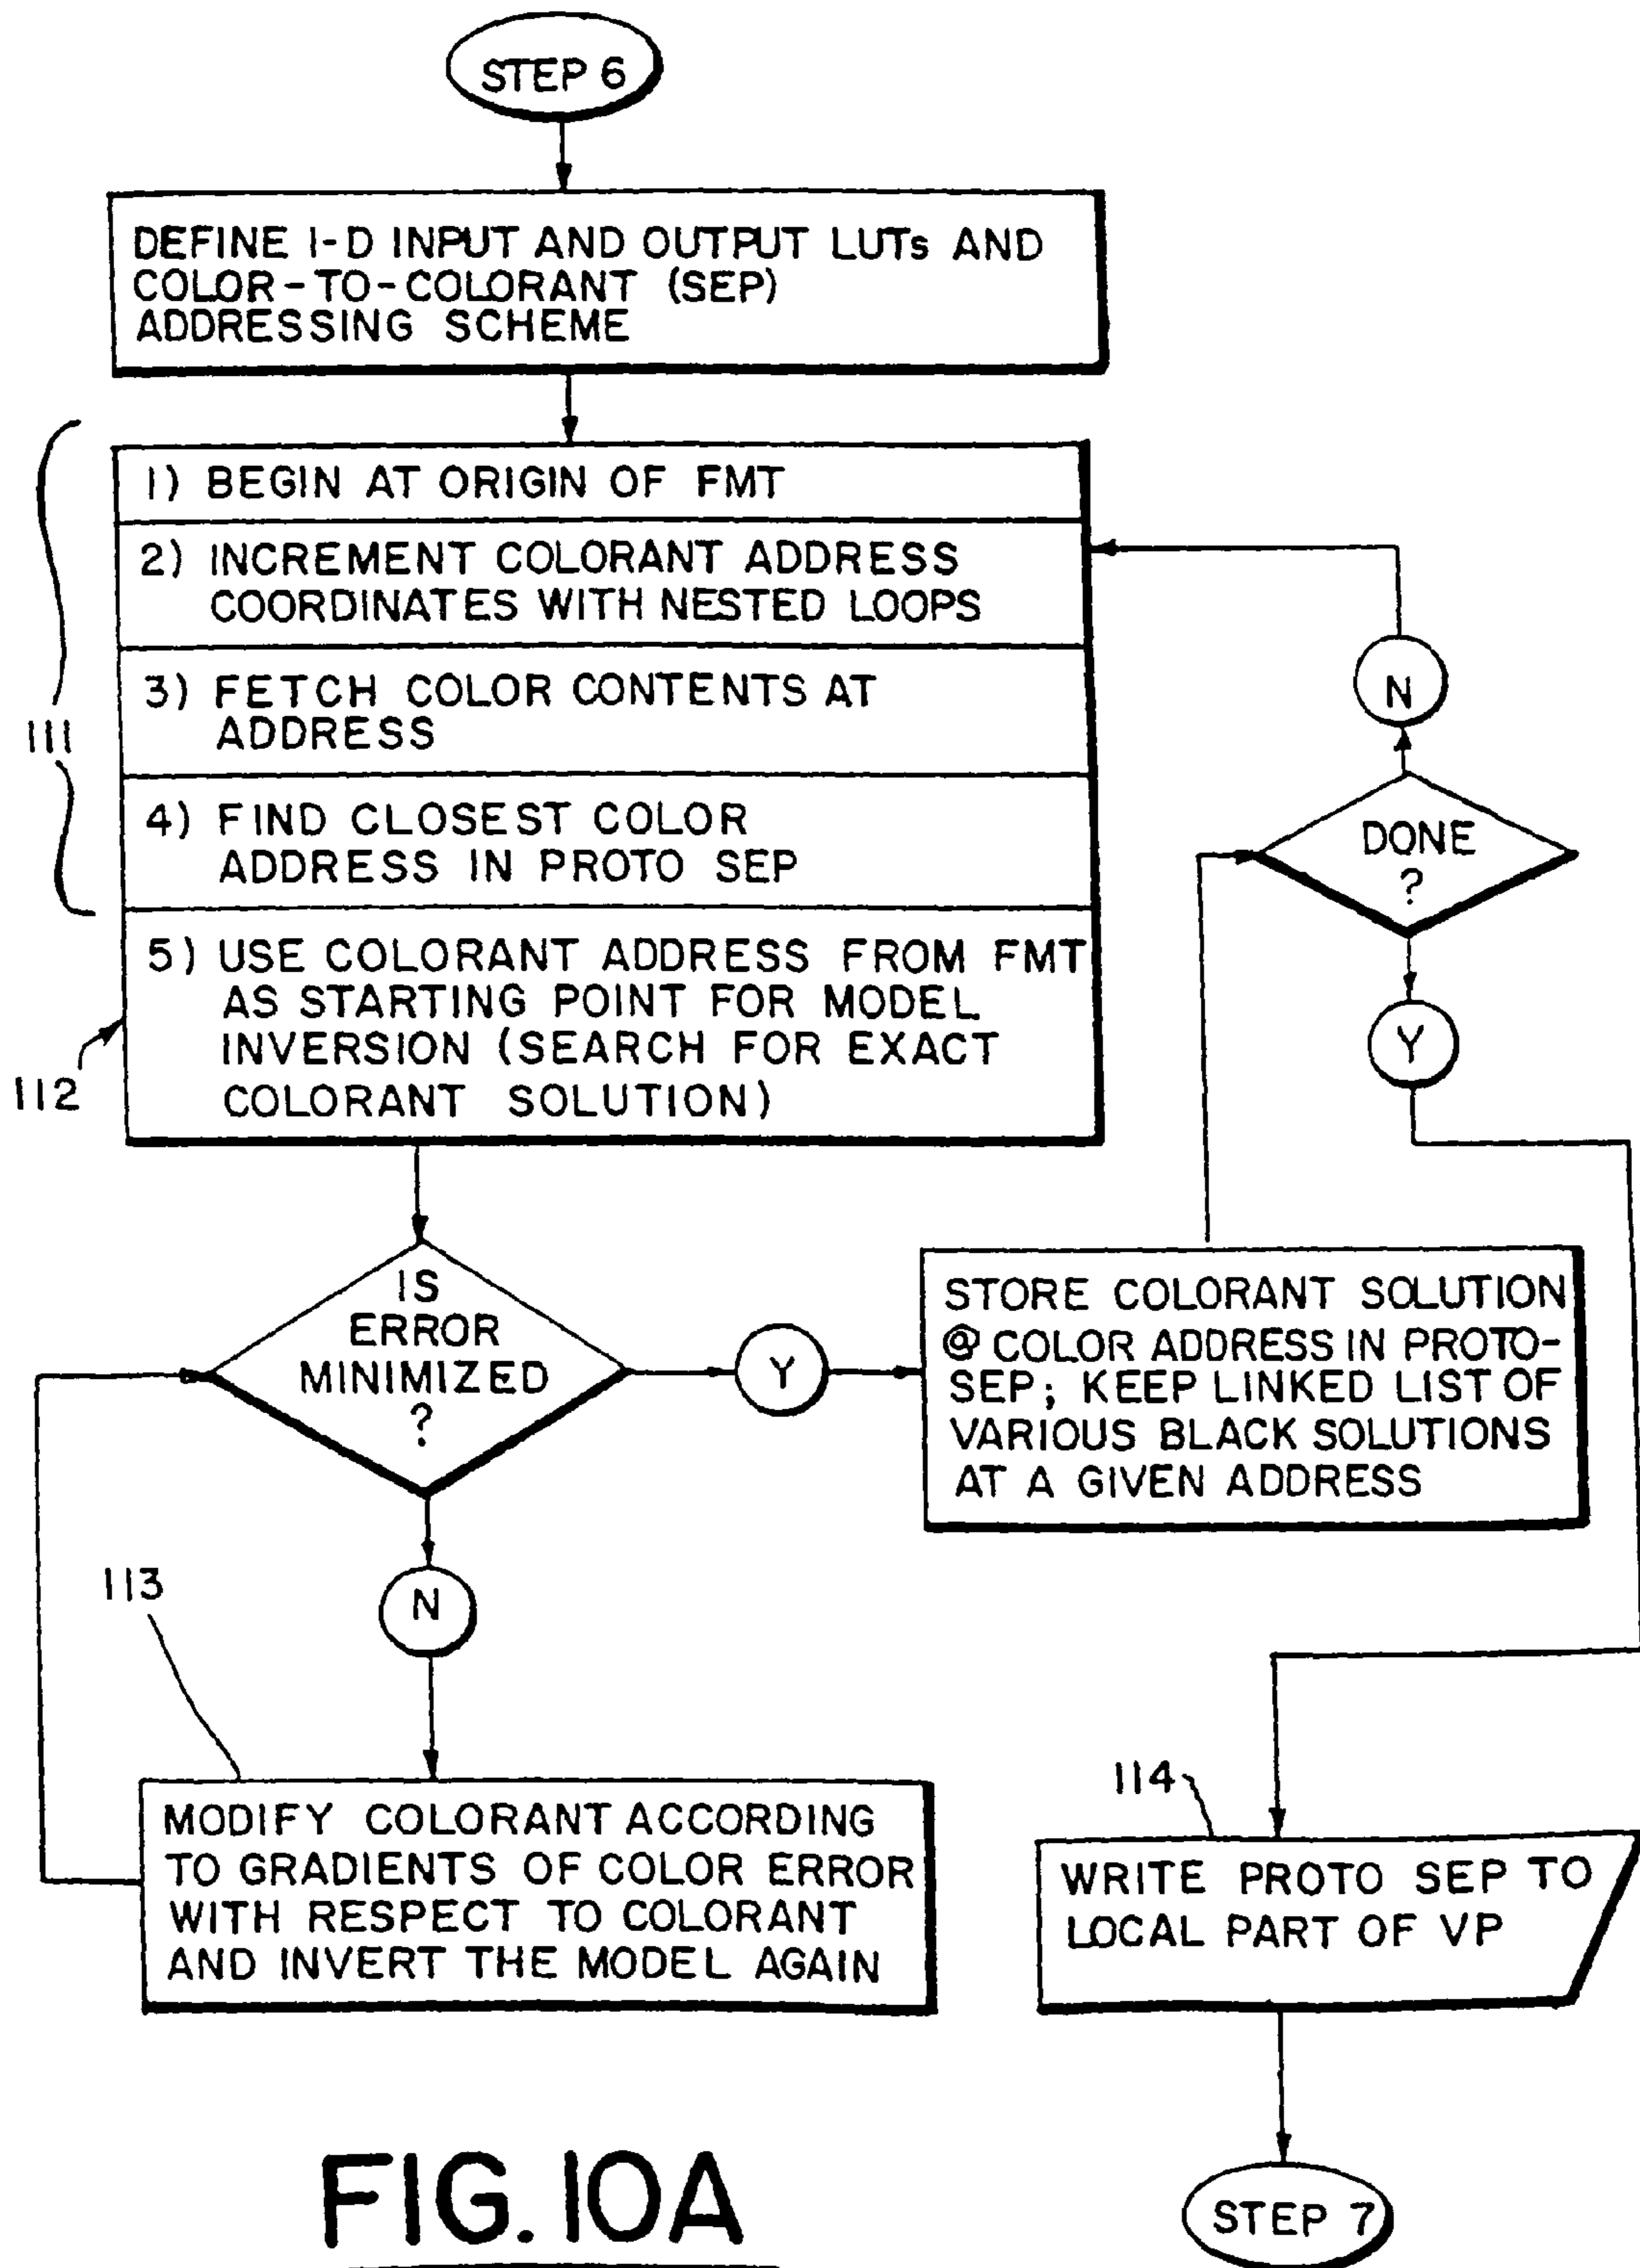 STEP 6
DEFINE 1-D INPUT AND OUTPUT LUTs AND
COLOR-TO-COLORANT (SEP)
ADDRESSING SCHEME
1) BEGIN AT ORIGIN OF FMT
2) INCREMENT COLORANT ADDRESS
COORDINATES WITH NESTED LOOPS
3) FETCH COLOR CONTENTS AT
ADDRESS
4) FIND CLOSEST COLOR
ADDRESS IN PROTO SEP
5) USE COLORANT ADDRESS FROM FMT
AS STARTING POINT FOR MODEL
INVERSION (SEARCH FOR EXACT
COLORANT SOLUTION)
111
112
N
DONE
?
Y
IS
ERROR
MINIMIZED
?
Y
STORE COLORANT SOLUTION
@ COLOR ADDRESS IN PROTO-
SEP; KEEP LINKED LIST OF
VARIOUS BLACK SOLUTIONS
AT A GIVEN ADDRESS
N
113
MODIFY COLORANT ACCORDING
TO GRADIENTS OF COLOR ERROR
WITH RESPECT TO COLORANT
AND INVERT THE MODEL AGAIN
114
WRITE PROTO SEP TO
LOCAL PART OF VP
STEP 7
FIG. 10A